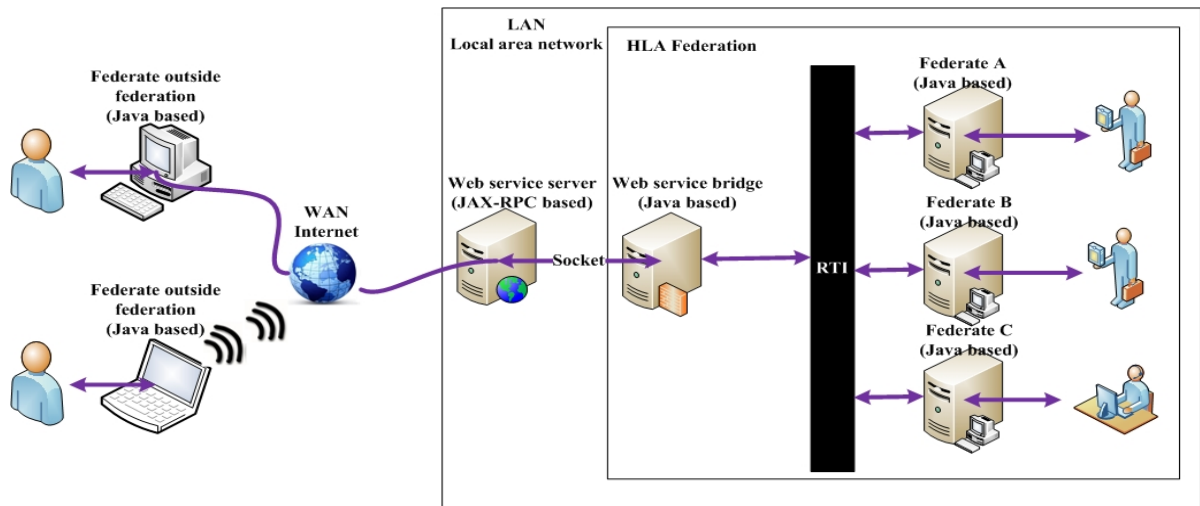 LAN
Local area network
HLA Federation
Federate outside
federation
(Java based)
WAN
Internet
Federate outside
federation
(Java based)
Web service server
(JAX-RPC based)
Socket
Web service bridge
(Java based)
RTI
Federate A
(Java based)
Federate B
(Java based)
Federate C
(Java based)